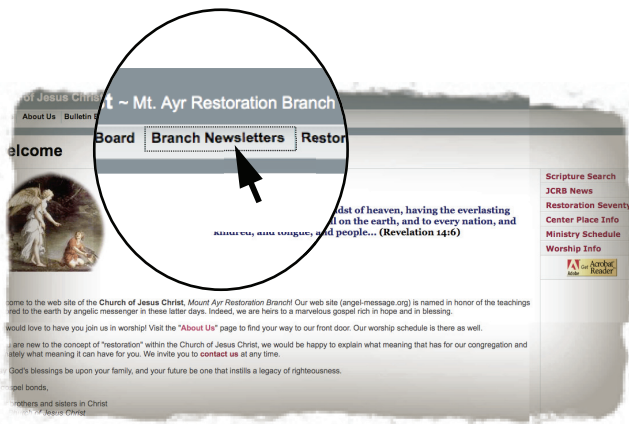 of Jesus Christ
t ~ Mt. Ayr Restoration Branch
About Us Bulletin B
Board Branch Newsletters Restor
elcome
Scripture Search
JCRB News
Restoration Seventy
Center Place Info
Ministry Schedule
Worship Info
Get Acrobat Reader
Adobe
idst of heaven, having the everlasting
l on the earth, and to every nation, and
kindred, and tongue, and people... (Revelation 14:6)
come to the web site of the Church of Jesus Christ, Mount Ayr Restoration Branch! Our web site (angel-message.org) is named in honor of the teachings
ored to the earth by angelic messenger in these latter days. Indeed, we are heirs to a marvelous gospel rich in hope and in blessing.
would love to have you join us in worship! Visit the "About Us" page to find your way to our front door. Our worship schedule is there as well.
are new to the concept of "restoration" within the Church of Jesus Christ, we would be happy to explain what meaning that has for our congregation and
ately what meaning it can have for you. We invite you to contact us at any time.
God's blessings be upon your family, and your future be one that instills a legacy of righteousness.
spel bonds,
rothers and sisters in Christ
ch of Jesus Christ